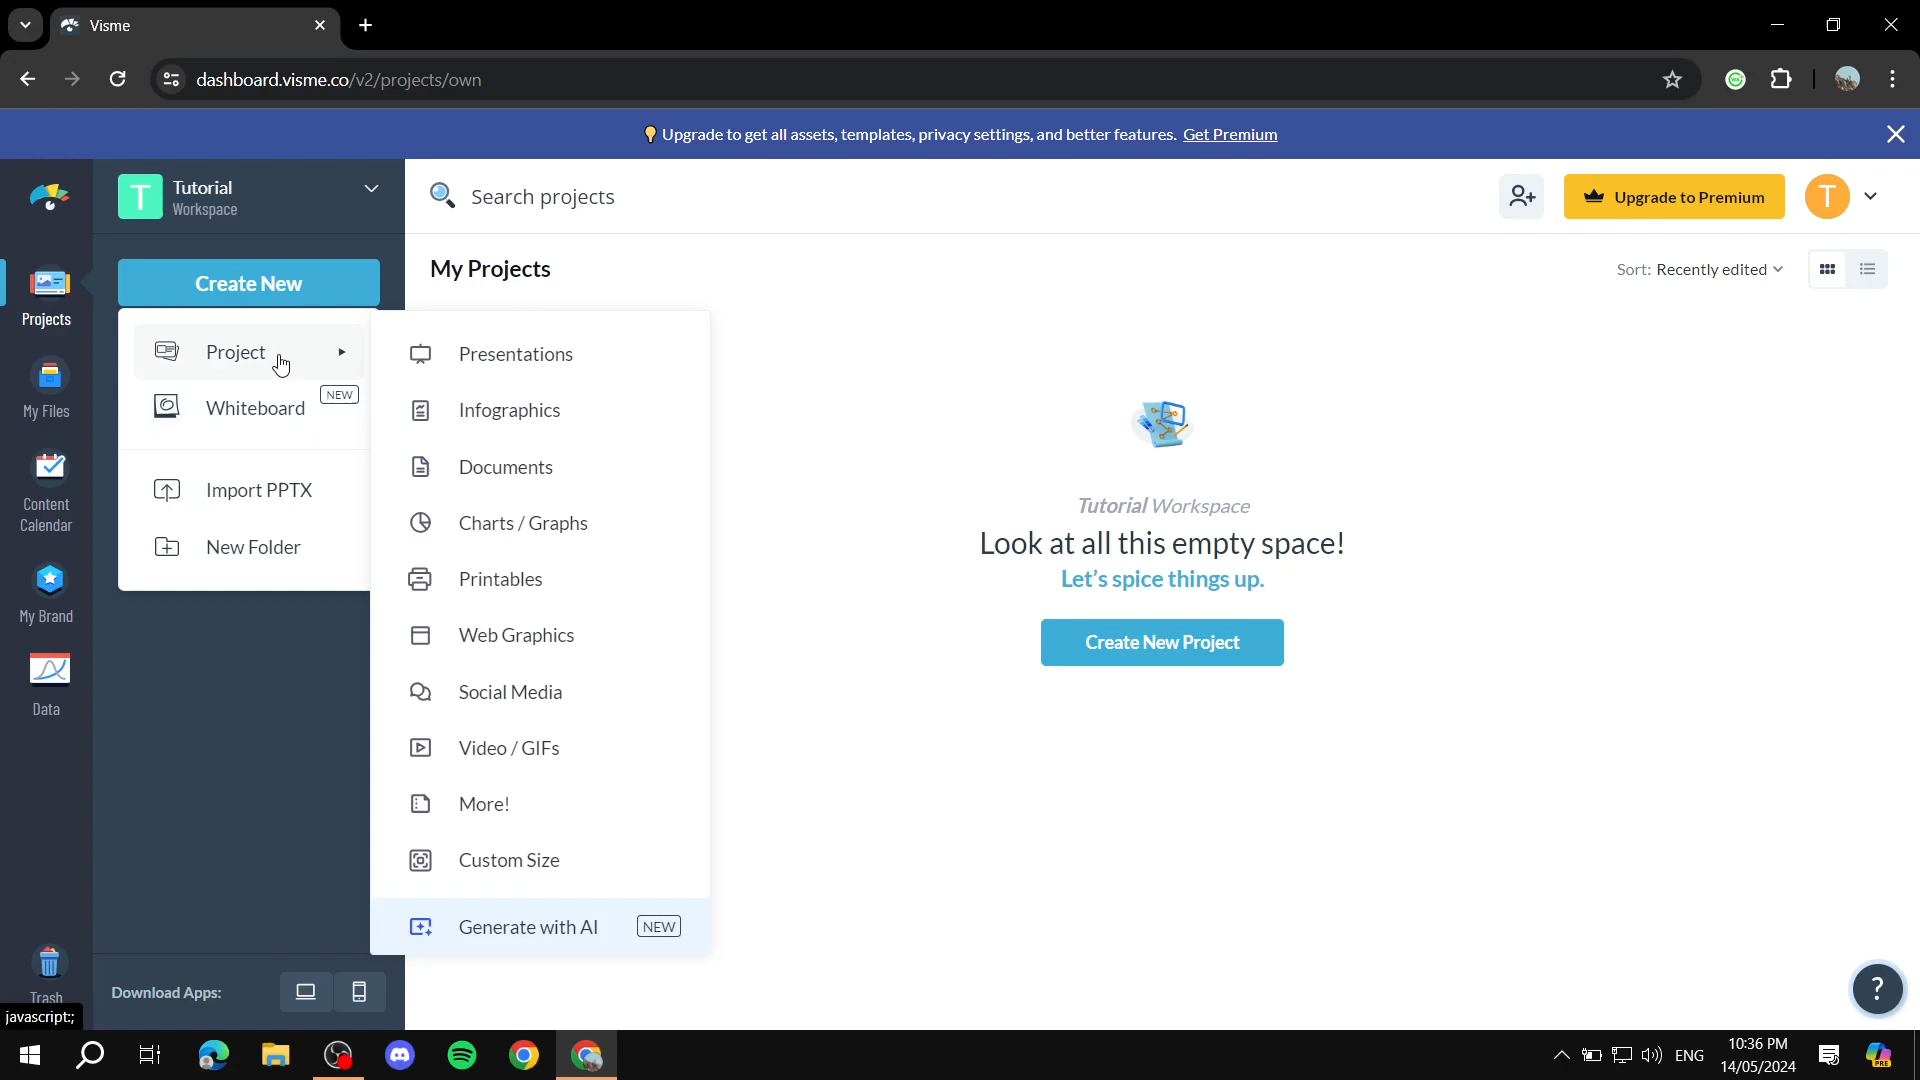 Visme
dashboard.visme.co/v2/projects/own
Upgrade to get all assets, templates, privacy settings, and better features. Get Premium
T
Tutorial
Workspace
Search projects
Upgrade to Premium
T
Projects
My Files
Content
Calendar
My Brand
Data
Trash
Create New
Project
Whiteboard
NEW
Import PPTX
New Folder
Presentations
Infographics
Documents
Charts / Graphs
Printables
Web Graphics
Social Media
Video / GIFs
More!
Custom Size
Generate with AI
NEW
My Projects
Sort: Recently edited
Tutorial Workspace
Look at all this empty space!
Let's spice things up.
Create New Project
Download Apps:
?
javascript:;
ENG
10:36 PM
14/05/2024
PRE